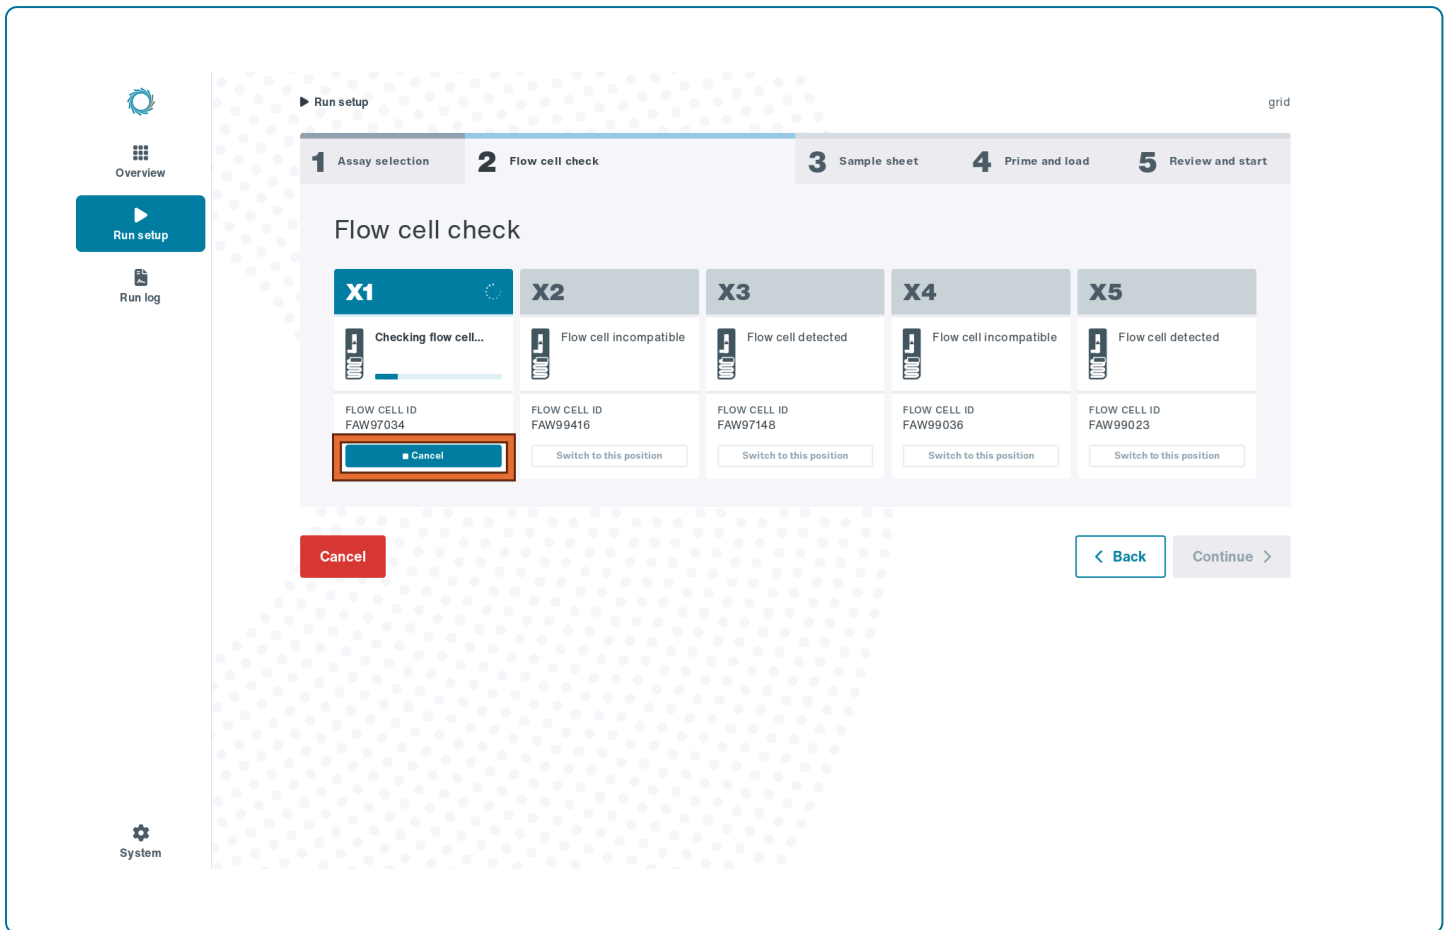 Run setup
grid
Overview
Run setup
Run log
System
1 Assay selection
2 Flow cell check
3 Sample sheet
4 Prime and load
5 Review and start
Flow cell check
X1
Checking flow cell...
FLOW CELL ID
FAW97034
Cancel
X2
Flow cell incompatible
FLOW CELL ID
FAW99416
Switch to this position
X3
Flow cell detected
FLOW CELL ID
FAW97148
Switch to this position
X4
Flow cell incompatible
FLOW CELL ID
FAW99036
Switch to this position
X5
Flow cell detected
FLOW CELL ID
FAW99023
Switch to this position
Cancel
Back
Continue